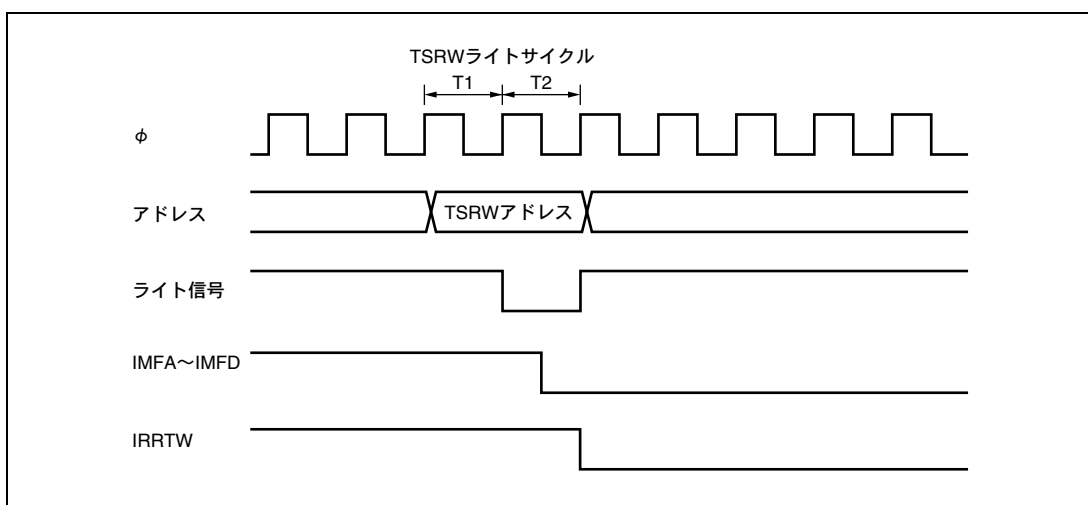 TSRWライトサイクル
T1 T2
φ
アドレス TSRWアドレス
ライト信号
IMFA～IMFD
IRRTW